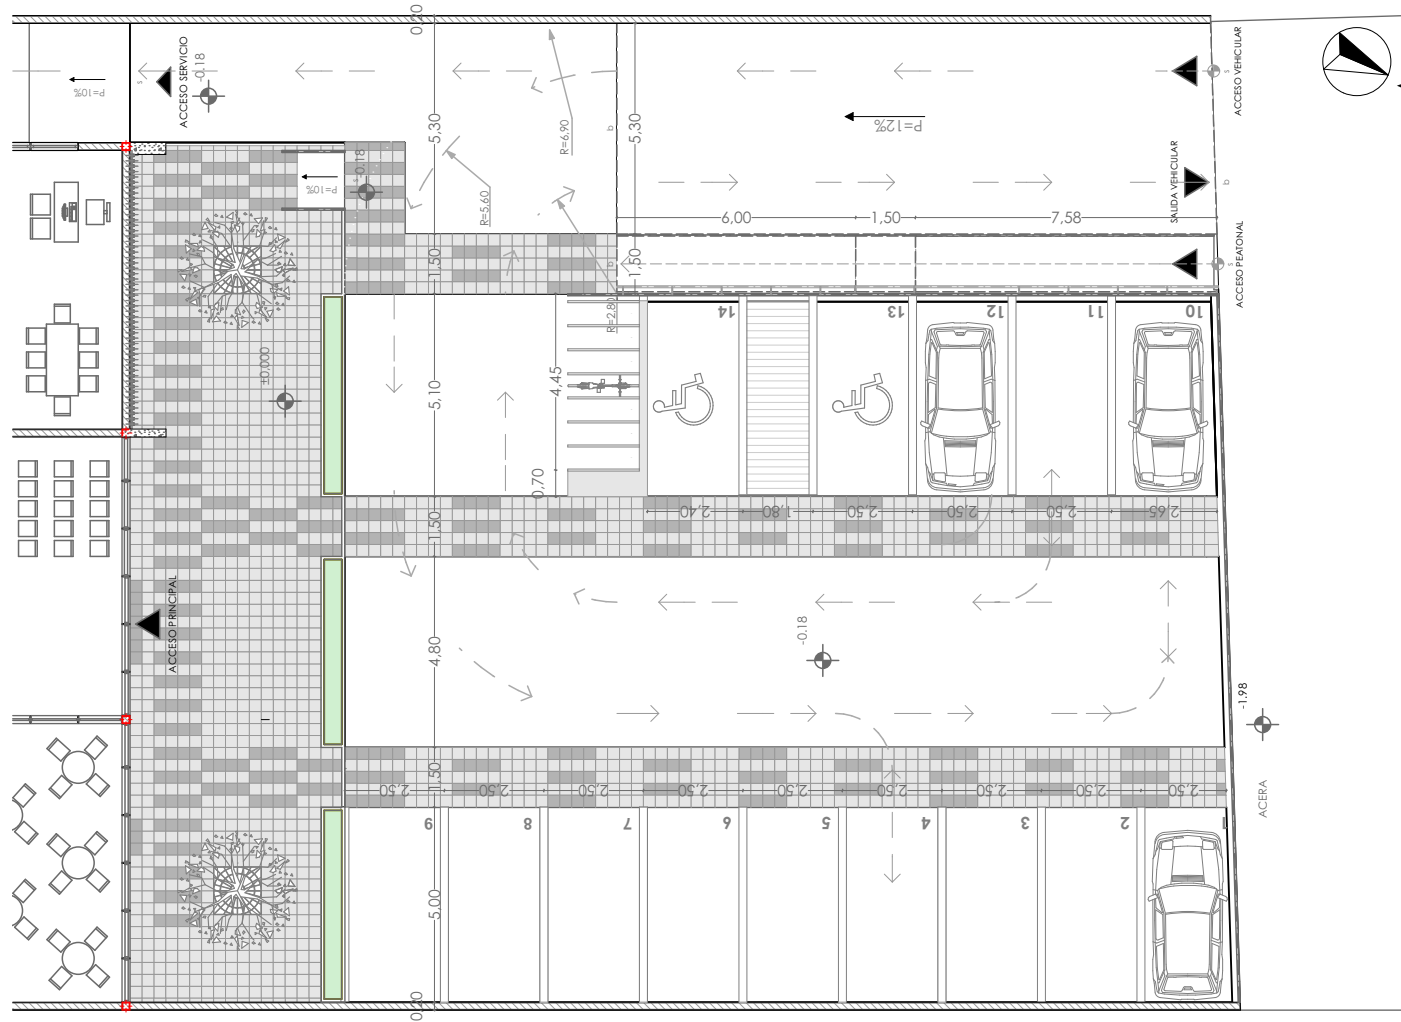 0,20
ACCESO SERVICIO
-0.18
P=10%
ACCESO VEHICULAR
s
s
5,30
5,30
P=12%
R=6,90
b
SALIDA VEHICULAR
b
-0.18
s
P=10%
R=5,60
6,00
1,50
7,58
ACCESO PEATONAL
1,50
1,50
b
s
R=2,80
14
13
12
11
10
±0,000
5,10
4,45
0,70
1,50
2,40
1,80
2,50
2,50
2,50
2,65
ACCESO PRINCIPAL
4,80
-0.18
-1.98
1,50
2,50
2,50
2,50
2,50
2,50
2,50
2,50
2,50
2,50
ACERA
9
8
7
6
5
4
3
2
1
5,00
0,20